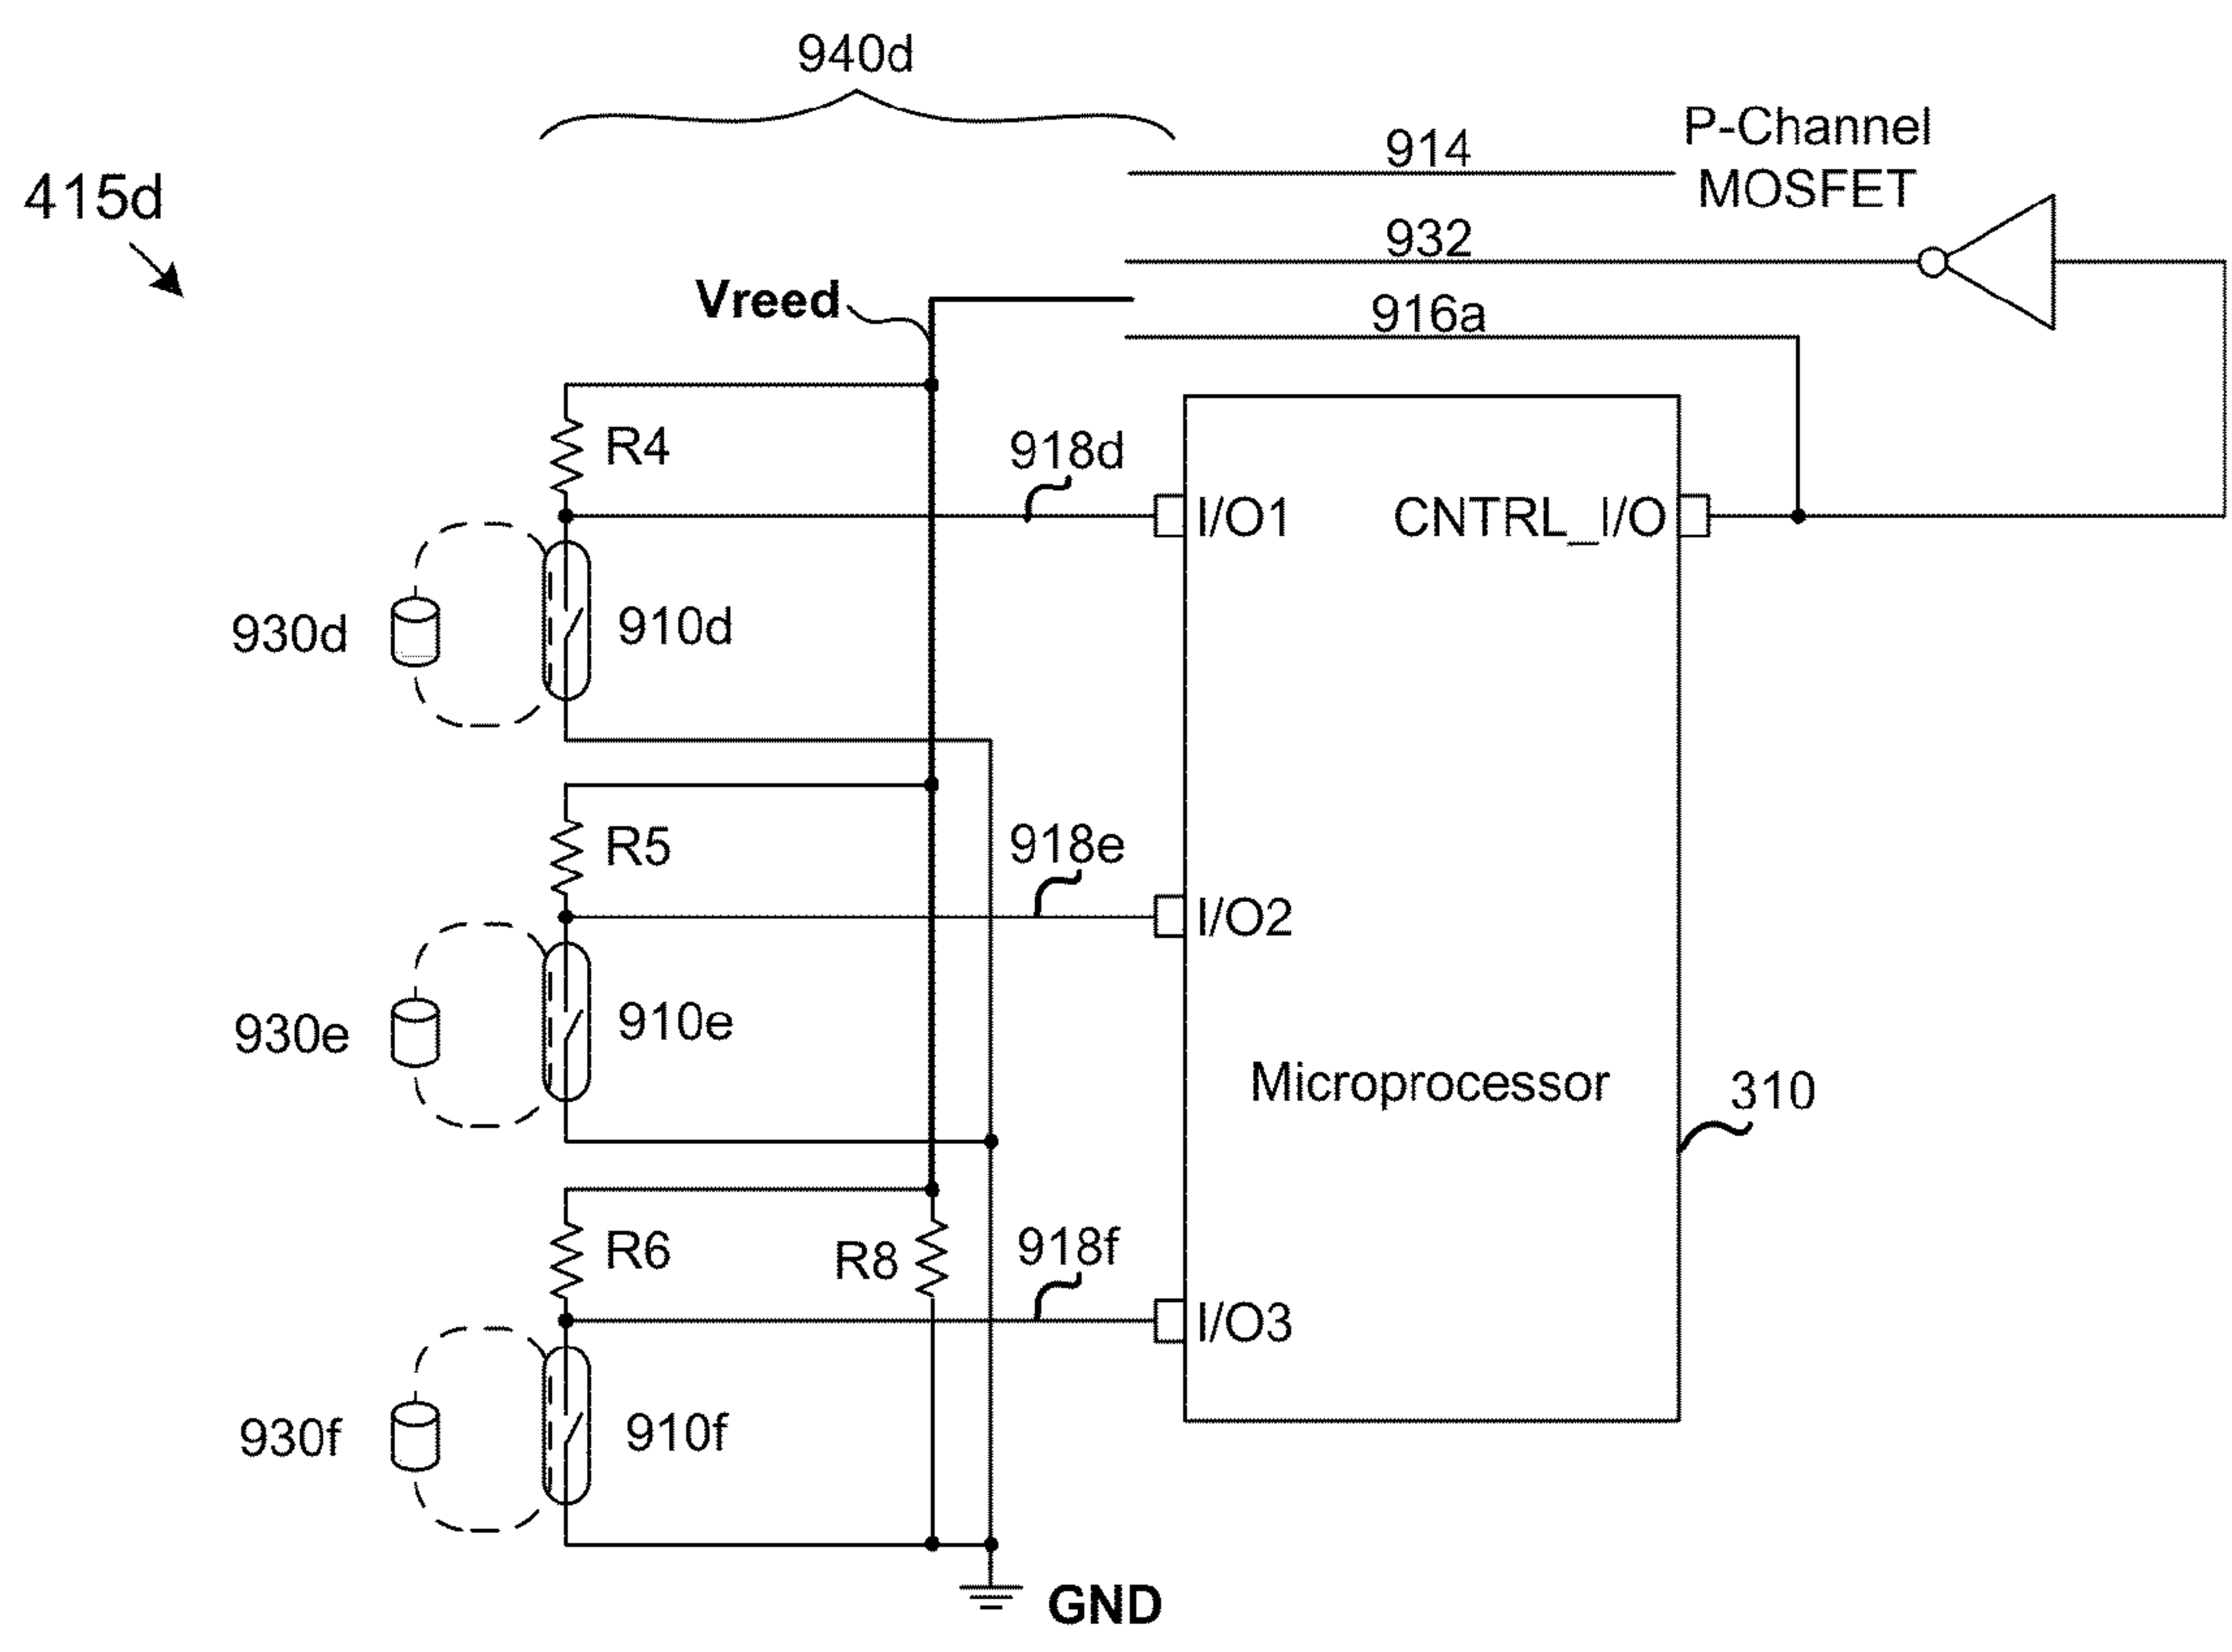 940d
415d
914
P-Channel
MOSFET
932
Vreed
916a
R4
918d
I/O1
CNTRL_I/O
930d
910d
R5
918e
I/O2
930e
910e
Microprocessor
310
R6
R8
918f
I/O3
930f
910f
GND